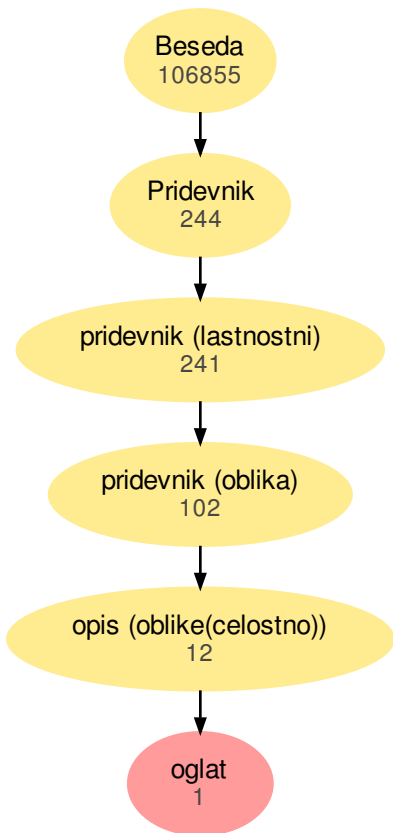 Beseda
106855
Pridevnik
244
pridevnik (lastnostni)
241
pridevnik (oblika)
102
opis (oblike(celostno))
12
oglat
1